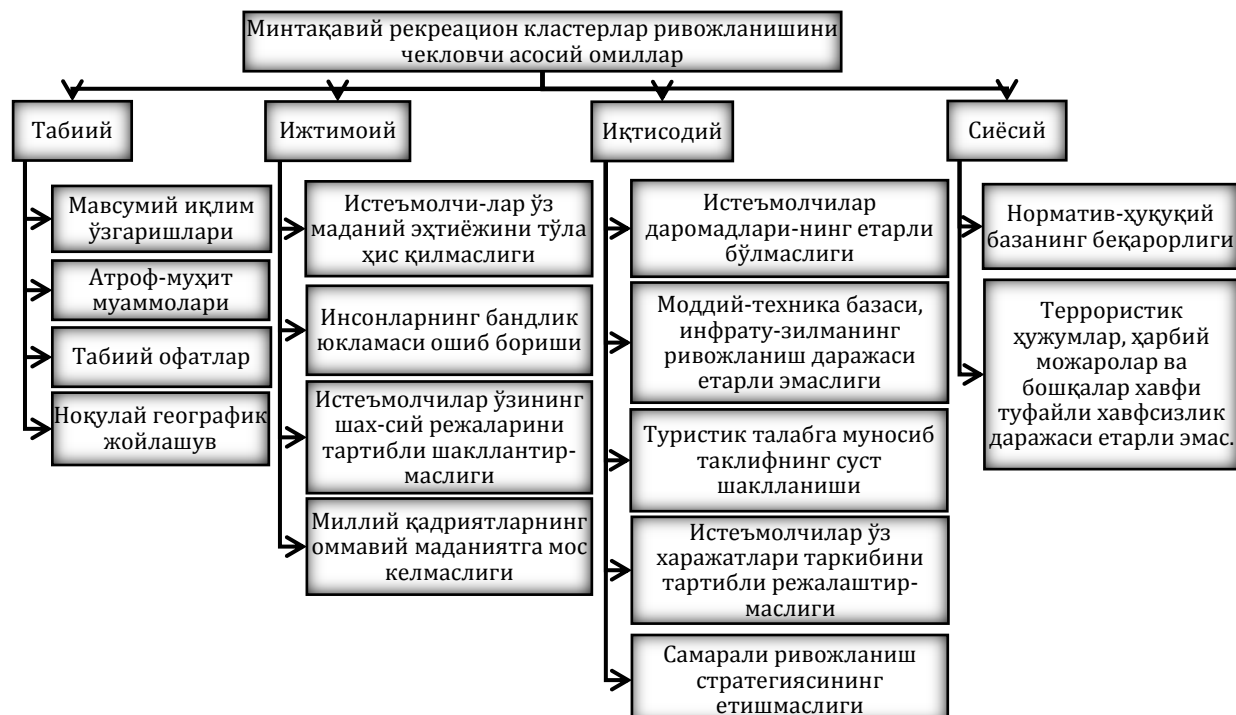 Минтақавий рекреацион кластерлар ривожланишини
чекловчи асосий омиллар
Табиий
Ижтимоий
Иқтисодий
Сиёсий
Мавсумий иқлим
ўзгаришлари
Атроф-муҳит
муаммолари
Табиий офатлар
Ноқулай географик
жойлашув
Истеъмолчи-лар ўз
маданий эҳтиёжини тўла
ҳис қилмаслиги
Инсонларнинг бандлик
юкламаси ошиб бориши
Истеъмолчилар ўзининг
шах-сий режаларини
тартибли шакллантир-
маслиги
Миллий қадриятларнинг
оммавий маданиятга мос
келмаслиги
Истеъмолчилар
даромадлари-нинг етарли
бўлмаслиги
Моддий-техника базаси,
инфрату-зилманинг
ривожланиш даражаси
етарли эмаслиги
Туристик талабга муносиб
таклифнинг суст
шаклланиши
Истеъмолчилар ўз
харажатлари таркибини
тартибли режалаштир-
маслиги
Самарали ривожланиш
стратегиясининг
етишмаслиги
Норматив-ҳуқуқий
базанинг беқарорлиги
Террористик
ҳужумлар, ҳарбий
можаролар ва
бошқалар хавфи
туфайли хавфсизлик
даражаси етарли эмас.